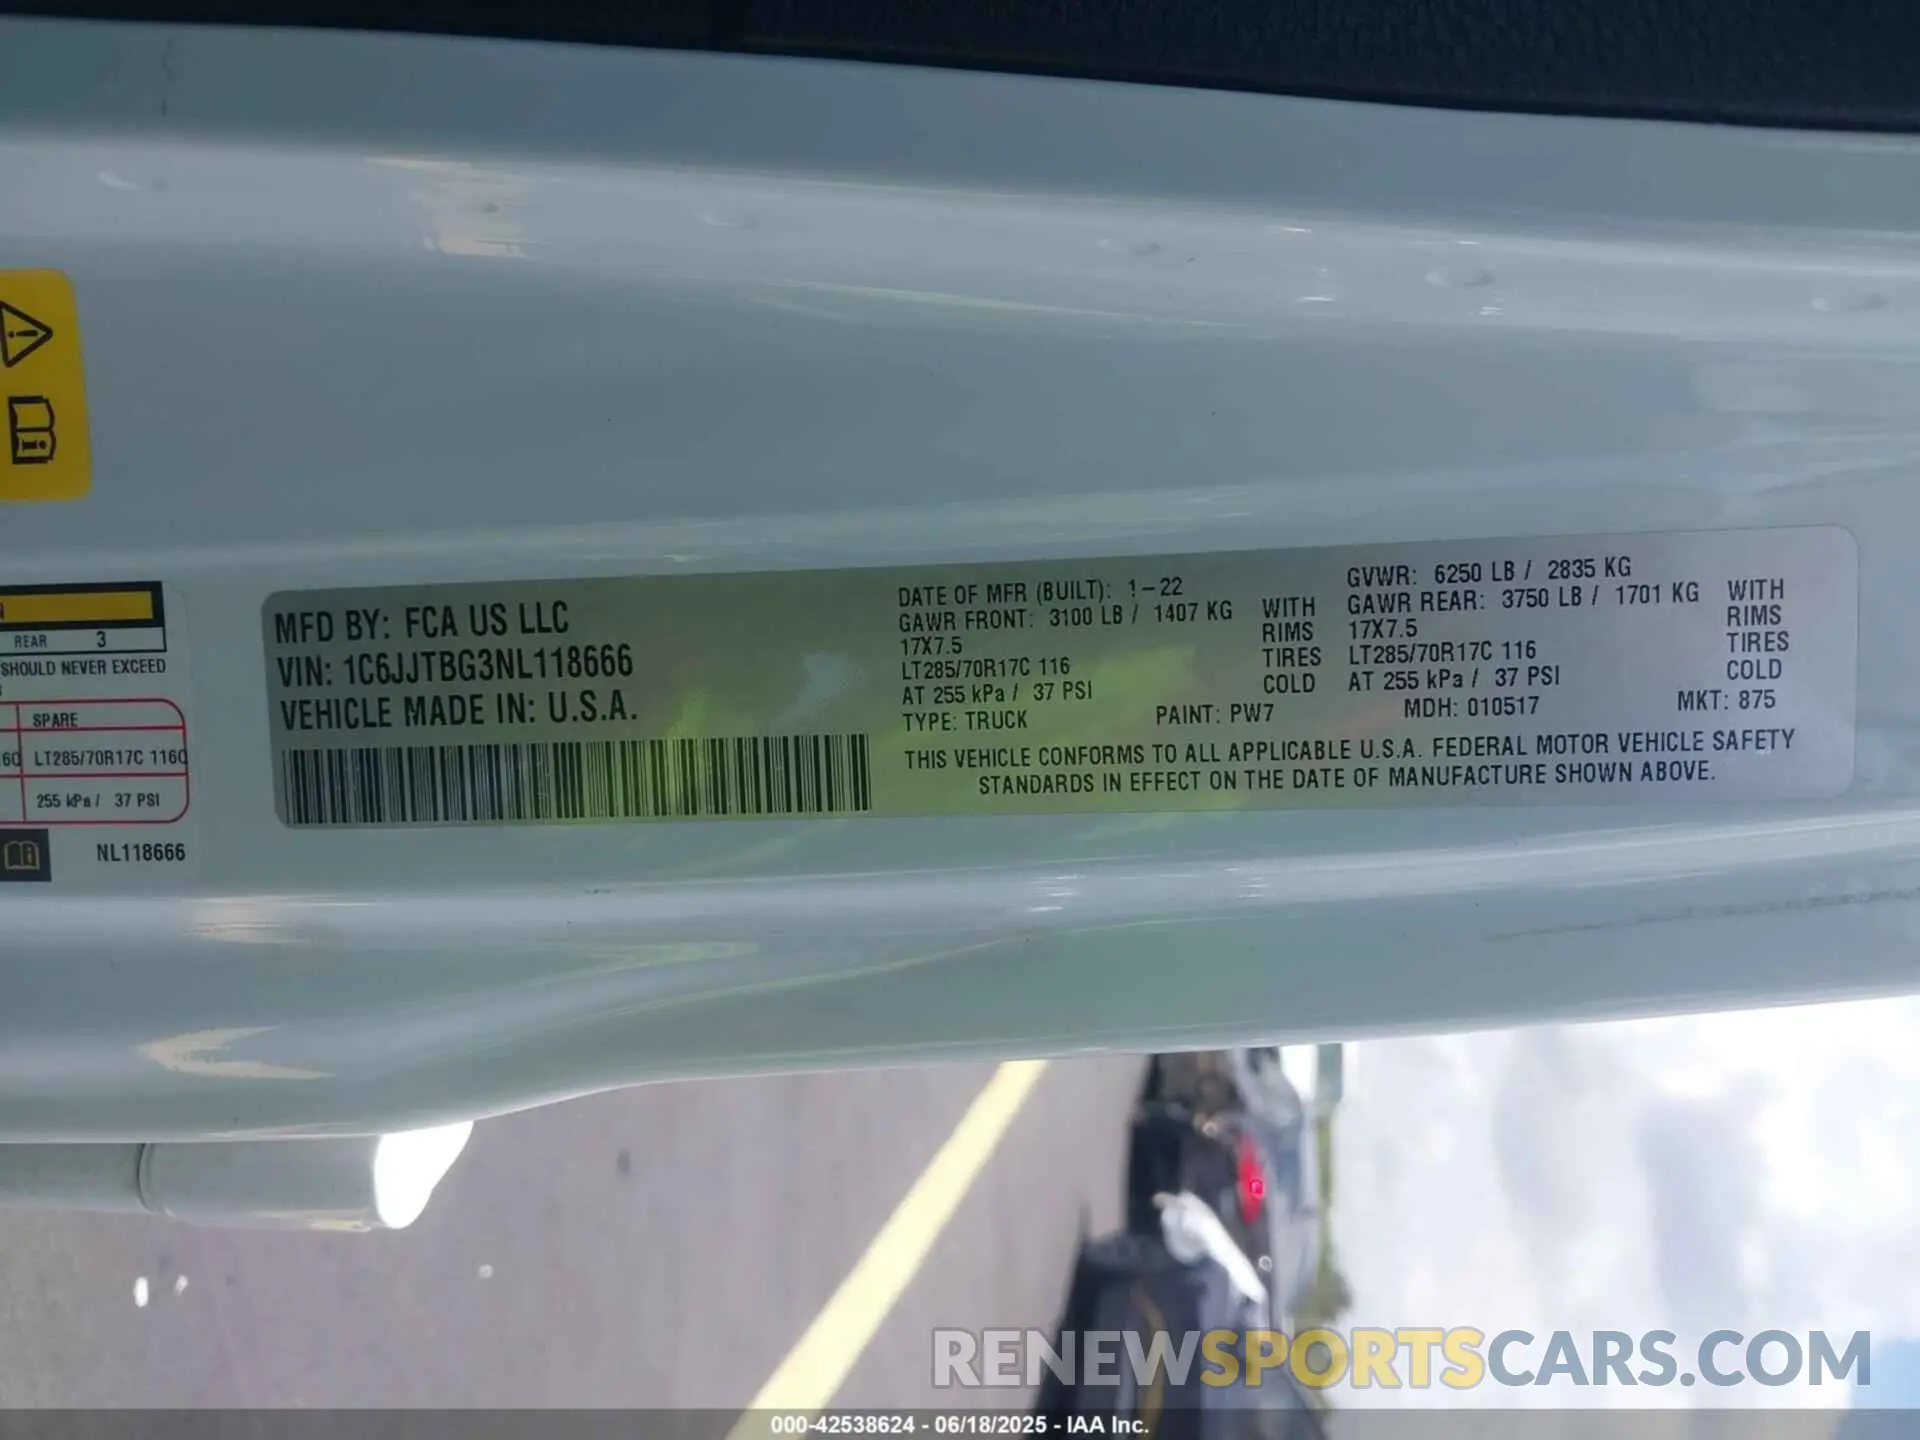 REAR 3
SHOULD NEVER EXCEED
SPARE
LT285/70R17C 116Q
255 kPa / 37 PSI
NL118666
MFD BY: FCA US LLC
VIN: 1C6JJTBG3NL118666
VEHICLE MADE IN: U.S.A.
DATE OF MFR (BUILT): 1-22
GAWR FRONT: 3100 LB / 1407 KG WITH
17X7.5 RIMS
LT285/70R17C 116 TIRES
AT 255 kPa / 37 PSI COLD
GVWR: 6250 LB / 2835 KG
GAWR REAR: 3750 LB / 1701 KG WITH
17X7.5 RIMS
LT285/70R17C 116 TIRES
AT 255 kPa / 37 PSI COLD
TYPE: TRUCK PAINT: PW7 MDH: 010517 MKT: 875
THIS VEHICLE CONFORMS TO ALL APPLICABLE U.S.A. FEDERAL MOTOR VEHICLE SAFETY
STANDARDS IN EFFECT ON THE DATE OF MANUFACTURE SHOWN ABOVE.
RENEWSPORTSCARS.COM
000-42538624 - 06/18/2025 - IAA Inc.